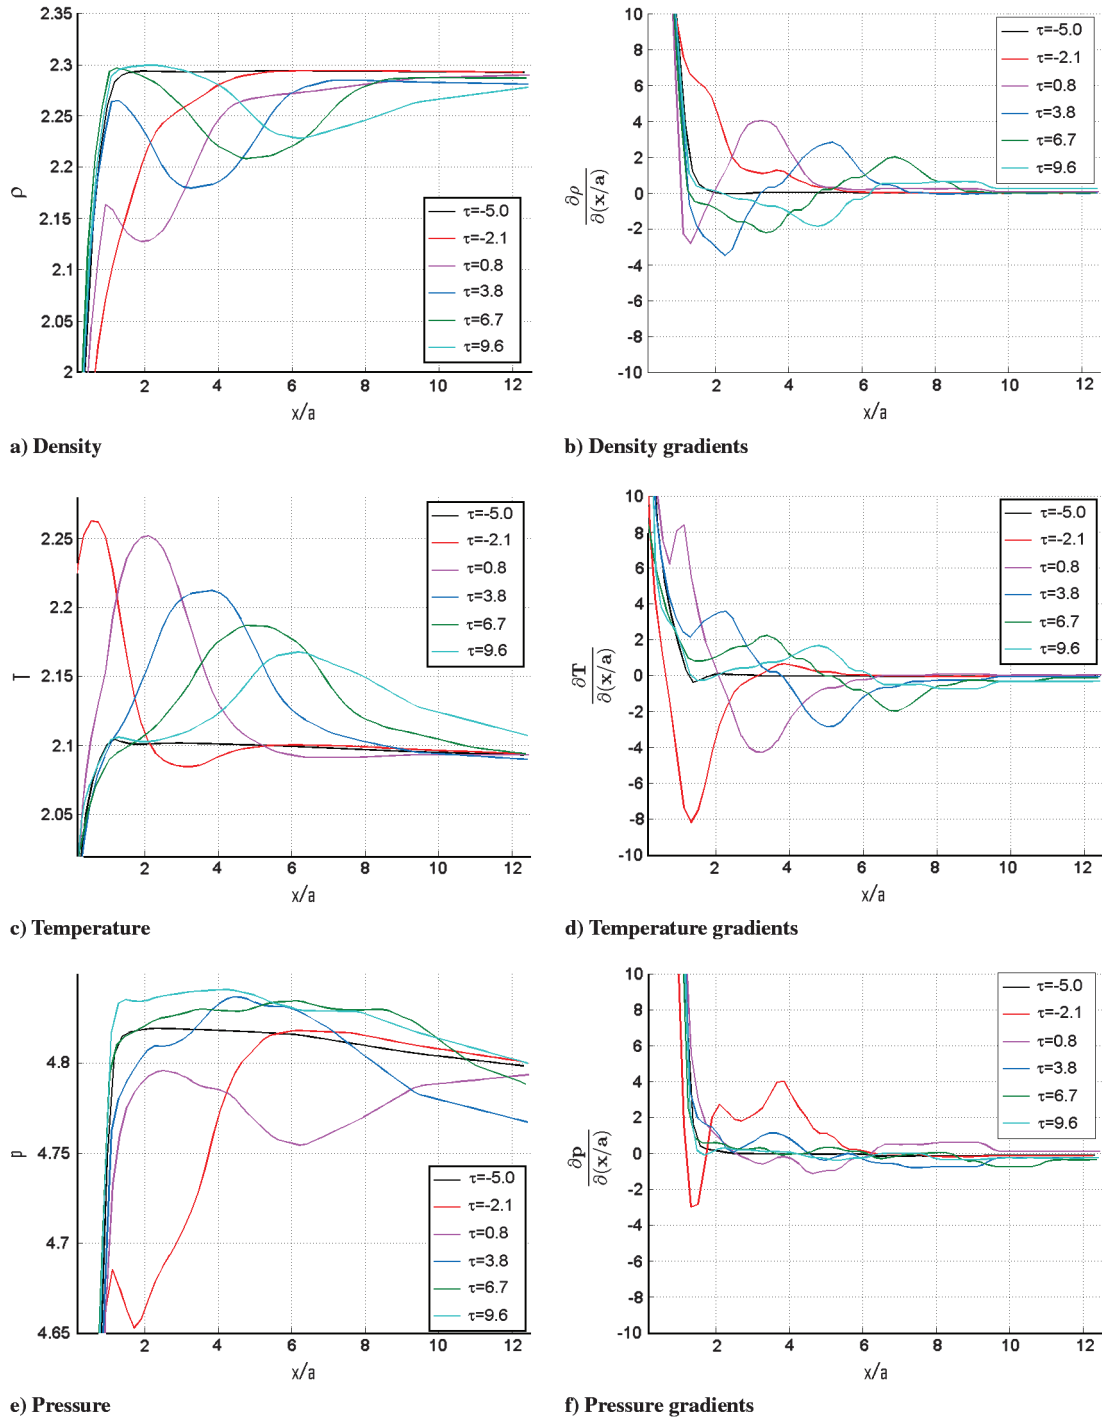 2.35
2.3
2.25
2.2
2.15
2.1
2.05
2
ρ
2 4 6 8 10 12
x/a
τ=-5.0
τ=-2.1
τ=0.8
τ=3.8
τ=6.7
τ=9.6
a) Density
10
8
6
4
2
0
-2
-4
-6
-8
-10
∂ρ
∂(x/a)
2 4 6 8 10 12
x/a
τ=-5.0
τ=-2.1
τ=0.8
τ=3.8
τ=6.7
τ=9.6
b) Density gradients
2.25
2.2
2.15
2.1
2.05
T
2 4 6 8 10 12
x/a
τ=-5.0
τ=-2.1
τ=0.8
τ=3.8
τ=6.7
τ=9.6
c) Temperature
10
8
6
4
2
0
-2
-4
-6
-8
-10
∂T
∂(x/a)
2 4 6 8 10 12
x/a
τ=-5.0
τ=-2.1
τ=0.8
τ=3.8
τ=6.7
τ=9.6
d) Temperature gradients
4.8
4.75
4.7
4.65
p
2 4 6 8 10 12
x/a
τ=-5.0
τ=-2.1
τ=0.8
τ=3.8
τ=6.7
τ=9.6
e) Pressure
10
8
6
4
2
0
-2
-4
-6
-8
-10
∂p
∂(x/a)
2 4 6 8 10 12
x/a
τ=-5.0
τ=-2.1
τ=0.8
τ=3.8
τ=6.7
τ=9.6
f) Pressure gradients